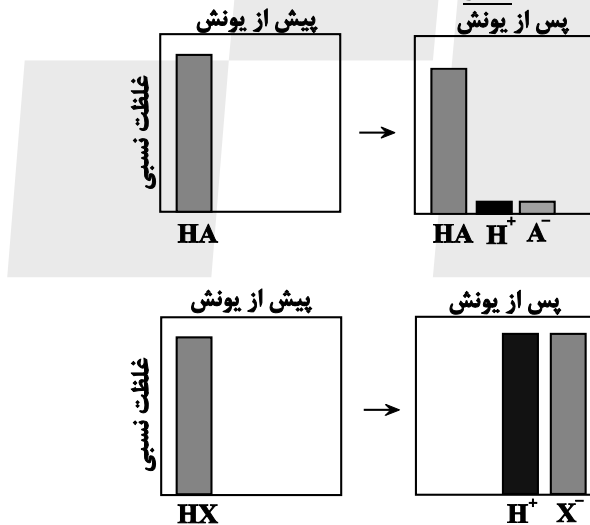 پیش از یونش
پس از یونش
غلظت نسبی
HA
HA H⁺ A⁻
پیش از یونش
پس از یونش
غلظت نسبی
HX
H⁺ X⁻